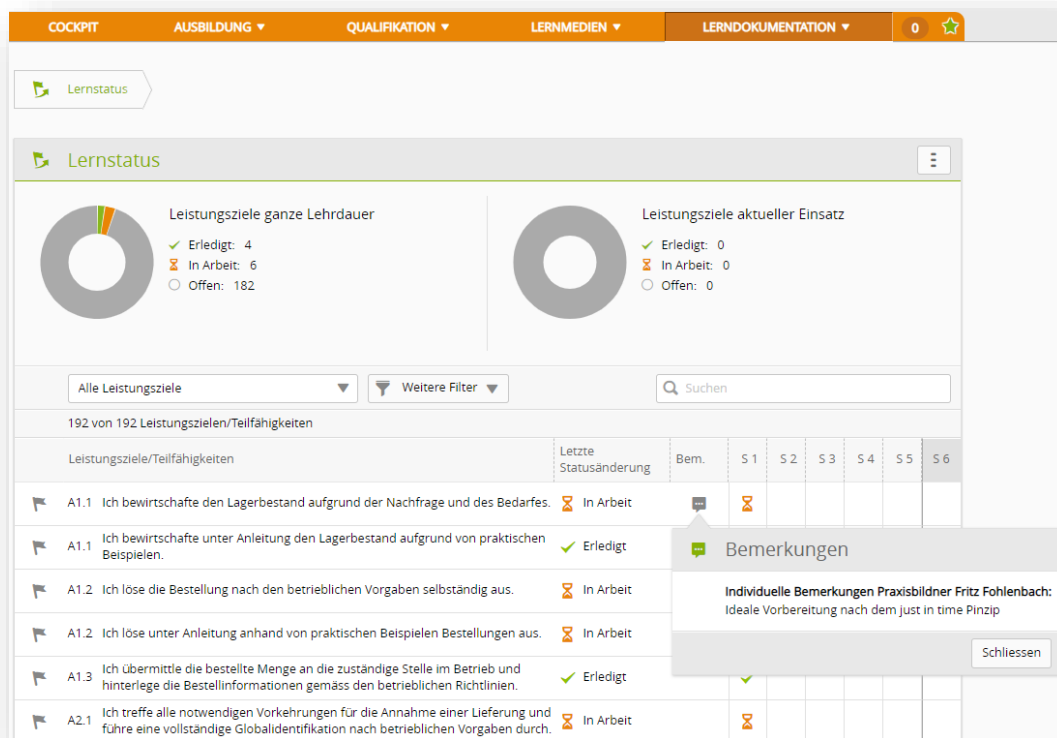 COCKPIT AUSBILDUNG QUALIFIKATION LERNMEDIEN LERNDOKUMENTATION 0
Lernstatus
Lernstatus
Leistungsziele ganze Lehrdauer
Erledigt: 4
In Arbeit: 6
Offen: 182
Leistungsziele aktueller Einsatz
Erledigt: 0
In Arbeit: 0
Offen: 0
Alle Leistungsziele Weitere Filter Suchen
192 von 192 Leistungszielen/Teilfähigkeiten
Leistungsziele/Teilfähigkeiten Letzte Statusänderung Bem. S 1 S 2 S 3 S 4 S 5 S 6
A1.1 Ich bewirtschafte den Lagerbestand aufgrund der Nachfrage und des Bedarfes. In Arbeit
A1.1 Ich bewirtschafte unter Anleitung den Lagerbestand aufgrund von praktischen
Beispielen. Erledigt
A1.2 Ich löse die Bestellung nach den betrieblichen Vorgaben selbständig aus. In Arbeit
A1.2 Ich löse unter Anleitung anhand von praktischen Beispielen Bestellungen aus. In Arbeit
A1.3 Ich übermittle die bestellte Menge an die zuständige Stelle im Betrieb und
hinterlege die Bestellinformationen gemäss den betrieblichen Richtlinien. Erledigt
A2.1 Ich treffe alle notwendigen Vorkehrungen für die Annahme einer Lieferung und
führe eine vollständige Globalidentifikation nach betrieblichen Vorgaben durch. In Arbeit
Bemerkungen
Individuelle Bemerkungen Praxisbildner Fritz Fohlenbach:
Ideale Vorbereitung nach dem just in time Pinzip
Schliessen